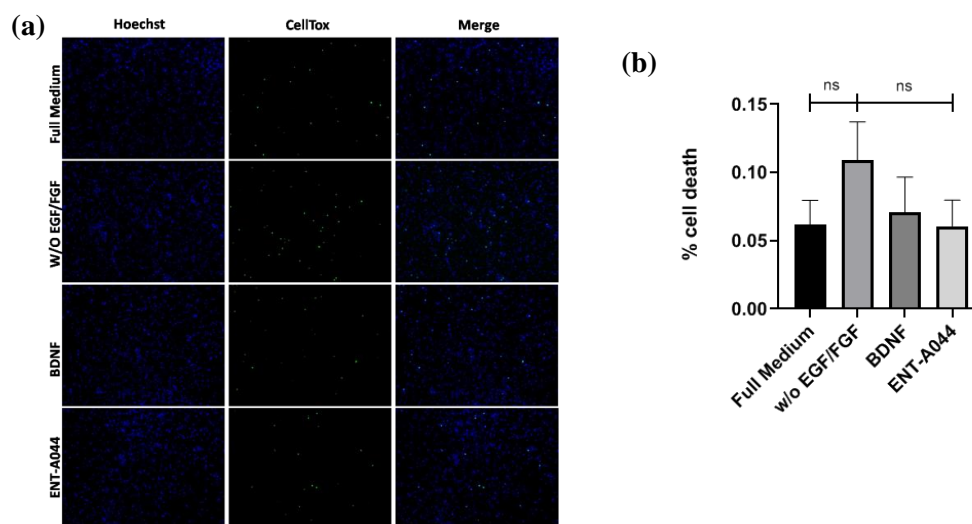 (a)
Hoechst CellTox Merge
Full Medium
W/O EGF/FGF
BDNF
ENT-A044
(b)
ns ns
% cell death
0.15
0.10
0.05
0.00
Full Medium
w/o EGF/FGF
BDNF
ENT-A044